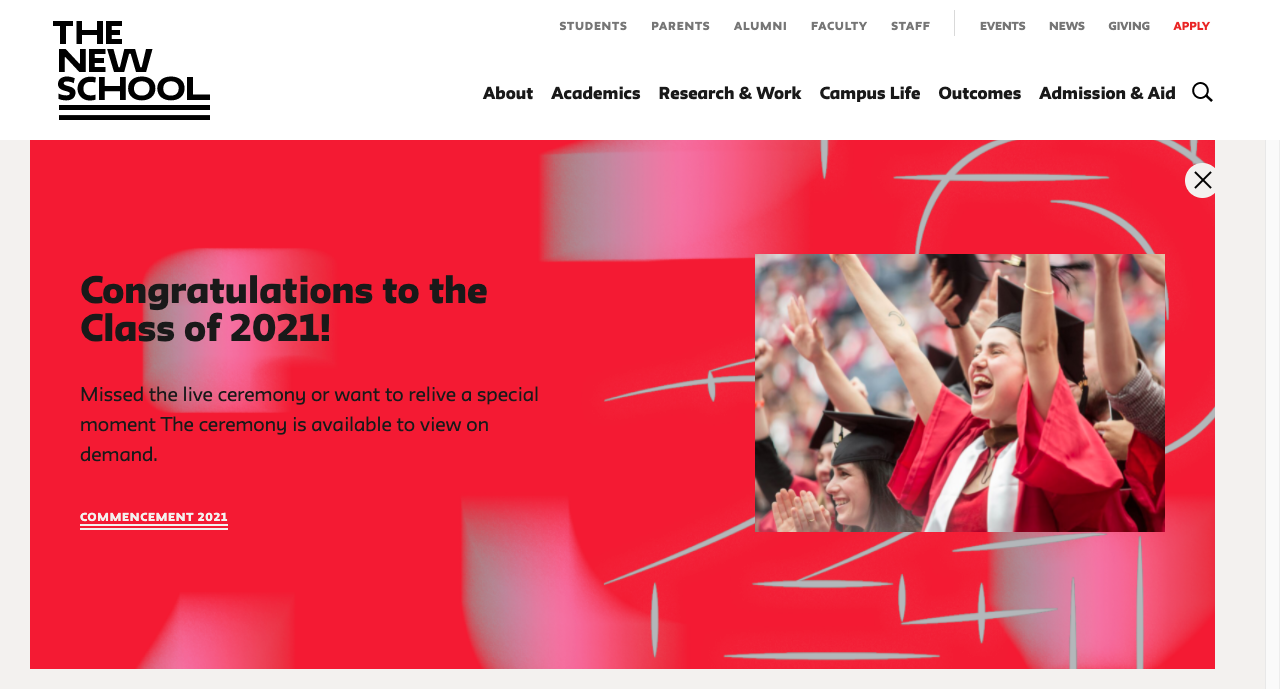 THE
NEW
SCHOOL
STUDENTS PARENTS ALUMNI FACULTY STAFF EVENTS NEWS GIVING APPLY
About Academics Research & Work Campus Life Outcomes Admission & Aid
Congratulations to the
Class of 2021!
Missed the live ceremony or want to relive a special
moment The ceremony is available to view on
demand.
COMMENCEMENT 2021